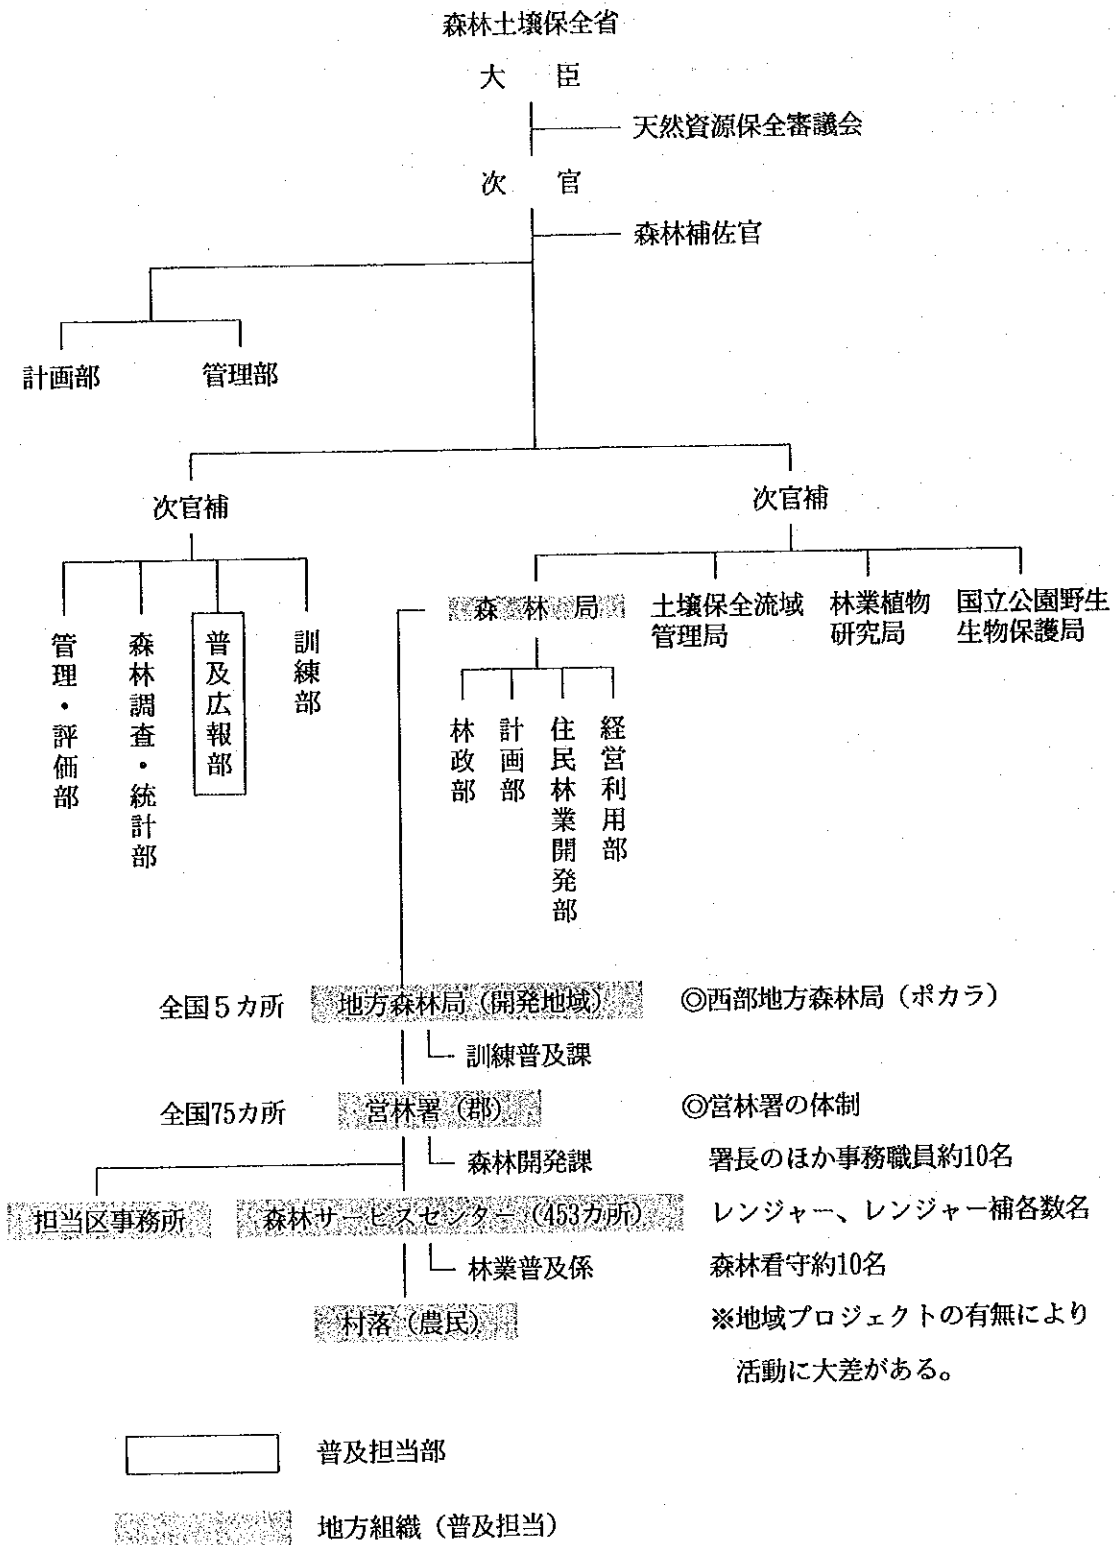 森林土壌保全省
大　臣
天然資源保全審議会
次　官
森林補佐官
計画部
管理部
次官補
次官補
管理・評価部
森林調査・統計部
普及広報部
訓練部
森　林　局
土壌保全流域
管理局
林業植物
研究局
国立公園野生
生物保護局
林政部
計画部
住民林業開発部
経営利用部
全国5カ所　地方森林局（開発地域）　◎西部地方森林局（ポカラ）
訓練普及課
全国75カ所　営林署（郡）　◎営林署の体制
森林開発課　署長のほか事務職員約10名
担当区事務所　森林サービスセンター（453カ所）　レンジャー、レンジャー補各数名
林業普及係　森林看守約10名
村落（農民）　※地域プロジェクトの有無により
活動に大差がある。
普及担当部
地方組織（普及担当）